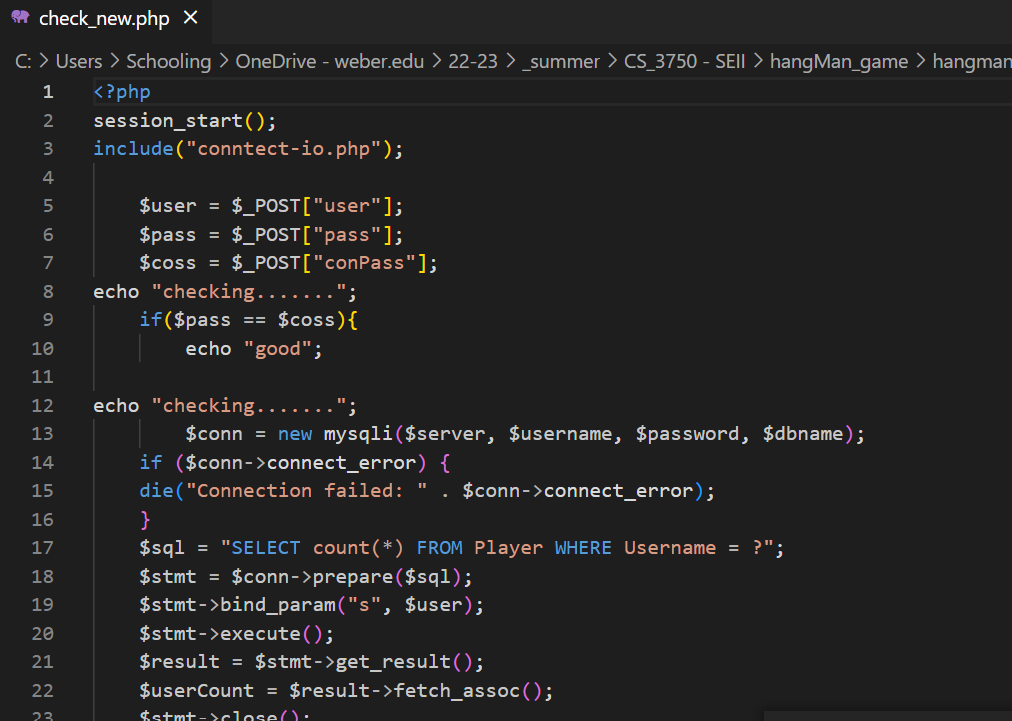 check_new.php ×
C: > Users > Schooling > OneDrive - weber.edu > 22-23 > _summer > CS_3750 - SEII > hangMan_game > hangman
1 <?php
2 session_start();
3 include("conntect-io.php");
4
5 $user = $_POST["user"];
6 $pass = $_POST["pass"];
7 $coss = $_POST["conPass"];
8 echo "checking.......";
9 if($pass == $coss){
10 echo "good";
11
12 echo "checking.......";
13 $conn = new mysqli($server, $username, $password, $dbname);
14 if ($conn->connect_error) {
15 die("Connection failed: " . $conn->connect_error);
16 }
17 $sql = "SELECT count(*) FROM Player WHERE Username = ?";
18 $stmt = $conn->prepare($sql);
19 $stmt->bind_param("s", $user);
20 $stmt->execute();
21 $result = $stmt->get_result();
22 $userCount = $result->fetch_assoc();
23 $stmt->close();